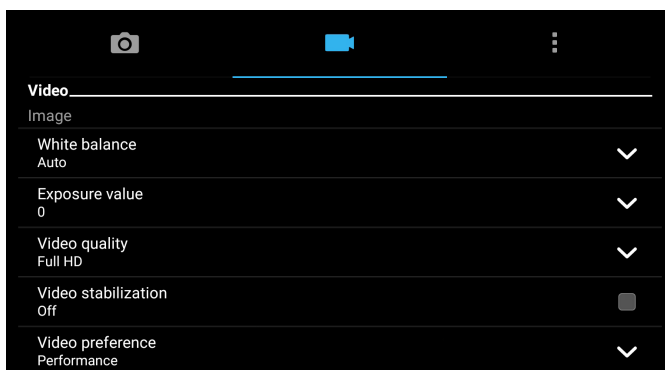 Video
Image
White balance
Auto
Exposure value
0
Video quality
Full HD
Video stabilization
Off
Video preference
Performance